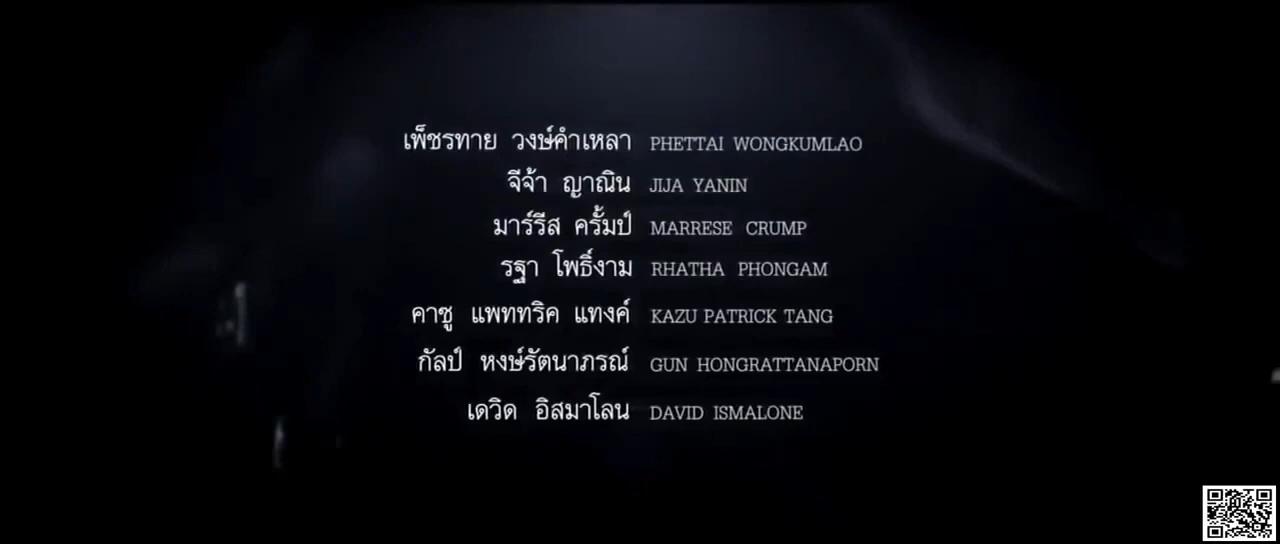 เพ็ชรทาย วงษ์คำเหลา PHETTAI WONGKUMLAO
จีจ้า ญาณิน JIJA YANIN
มาร์รีส ครั้มป์ MARRESE CRUMP
รฐา โพธิ์งาม RHATHA PHONGAM
คาซู แพททริค แทงค์ KAZU PATRICK TANG
กัลป์ หงษ์รัตนาภรณ์ GUN HONGRATTANAPORN
เดวิด อิสมาโลน DAVID ISMALONE